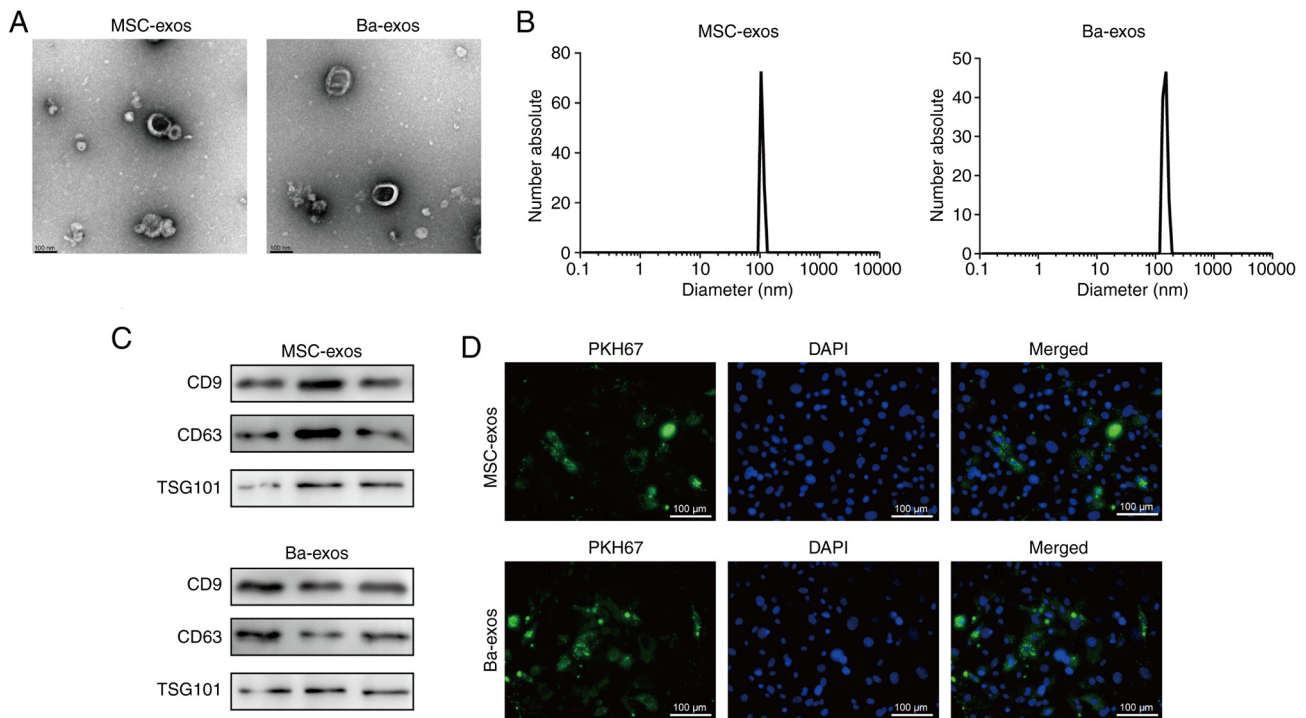 A
MSC-exos
Ba-exos
100 nm
100 nm
B
MSC-exos
Number absolute
80
60
40
20
0
0.1 1 10 100 1000 10000
Diameter (nm)
Ba-exos
Number absolute
50
40
30
20
10
0
0.1 1 10 100 1000 10000
Diameter (nm)
C
MSC-exos
CD9
CD63
TSG101
Ba-exos
CD9
CD63
TSG101
D
PKH67 DAPI Merged
MSC-exos
100 µm 100 µm 100 µm
PKH67 DAPI Merged
Ba-exos
100 µm 100 µm 100 µm